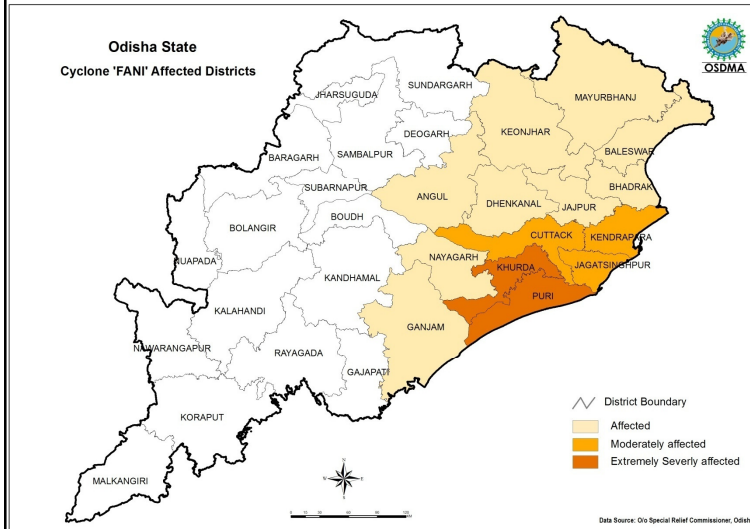 Odisha State
Cyclone 'FANI' Affected Districts
OSDMA
SUNDARGARH
JHARSUGUDA
MAYURBHANJ
DEOGARH
KEONJHAR
SAMBALPUR
BARAGARH
BALESWAR
SUBARNAPUR
BHADRAK
ANGUL
DHENKANAL
JAJPUR
BOUDH
BOLANGIR
CUTTACK
KENDRAPARA
NUAPADA
NAYAGARH
KHURDA
JAGATSINGHPUR
KANDHAMAL
PURI
KALAHANDI
GANJAM
NAWARANGAPUR
RAYAGADA
GAJAPATI
KORAPUT
MALKANGIRI
District Boundary
Affected
Moderately affected
Extremely Severly affected
N
W E
S
Data Source: O/o Special Relief Commissioner, Odish